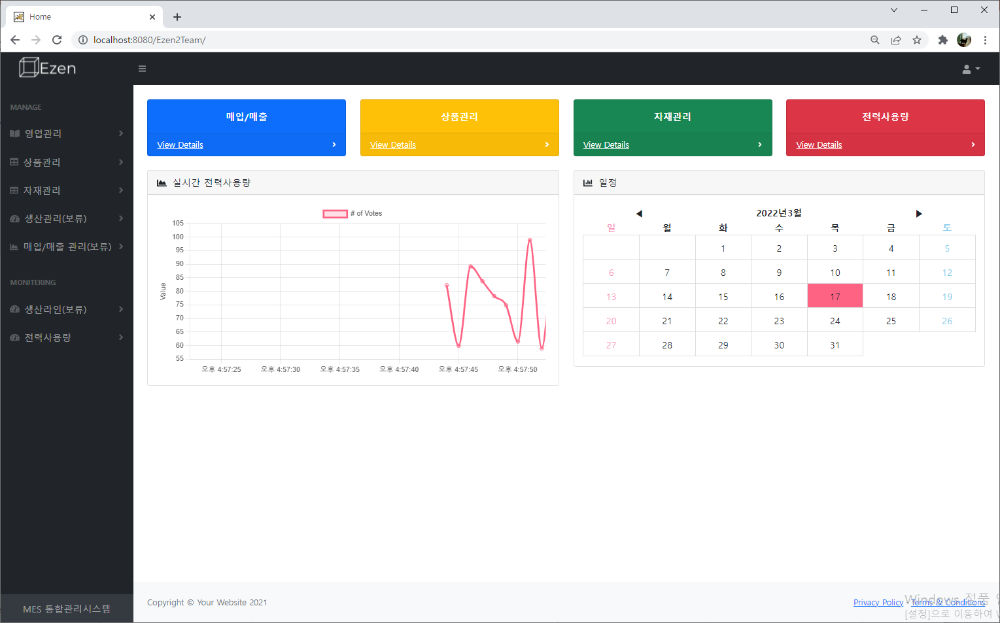 Home
localhost:8080/Ezen2Team/
Ezen
MANAGE
영업관리
상품관리
자재관리
생산관리(보류)
매입/매출 관리(보류)
MONITERING
생산라인(보류)
전력사용량
MES 통합관리시스템
매입/매출
View Details
상품관리
View Details
자재관리
View Details
전력사용량
View Details
실시간 전력사용량
# of Votes
Value
105
100
95
90
85
80
75
70
65
60
55
오후 4:57:25 오후 4:57:30 오후 4:57:35 오후 4:57:40 오후 4:57:45 오후 4:57:50
일정
◀ 2022년3월 ▶
일 월 화 수 목 금 토
1 2 3 4 5
6 7 8 9 10 11 12
13 14 15 16 17 18 19
20 21 22 23 24 25 26
27 28 29 30 31
Copyright © Your Website 2021
Privacy Policy · Terms & Conditions
Windows 정품
[설정]으로 이동하여